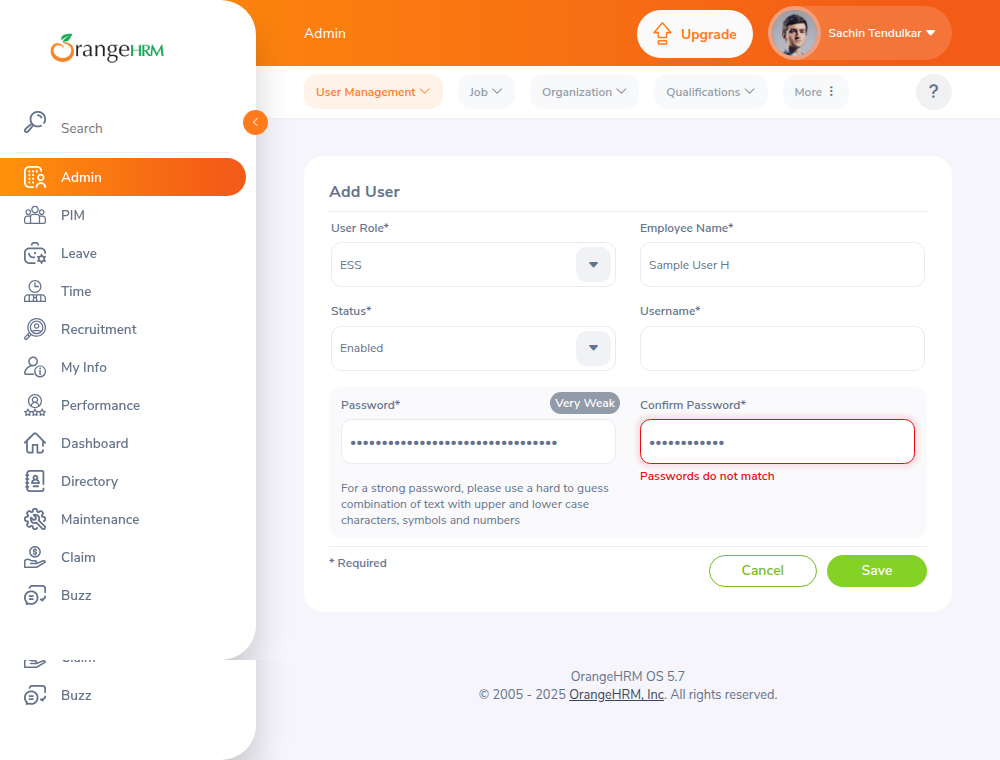 OrangeHRM
Admin
Upgrade
Sachin Tendulkar
User Management
Job
Organization
Qualifications
More
?
Search
Admin
PIM
Leave
Time
Recruitment
My Info
Performance
Dashboard
Directory
Maintenance
Claim
Buzz
Buzz
Add User
User Role*
Employee Name*
ESS
Sample User H
Status*
Username*
Enabled
Password*
Very Weak
Confirm Password*
Passwords do not match
For a strong password, please use a hard to guess
combination of text with upper and lower case
characters, symbols and numbers
* Required
Cancel
Save
OrangeHRM OS 5.7
© 2005 - 2025 OrangeHRM, Inc. All rights reserved.